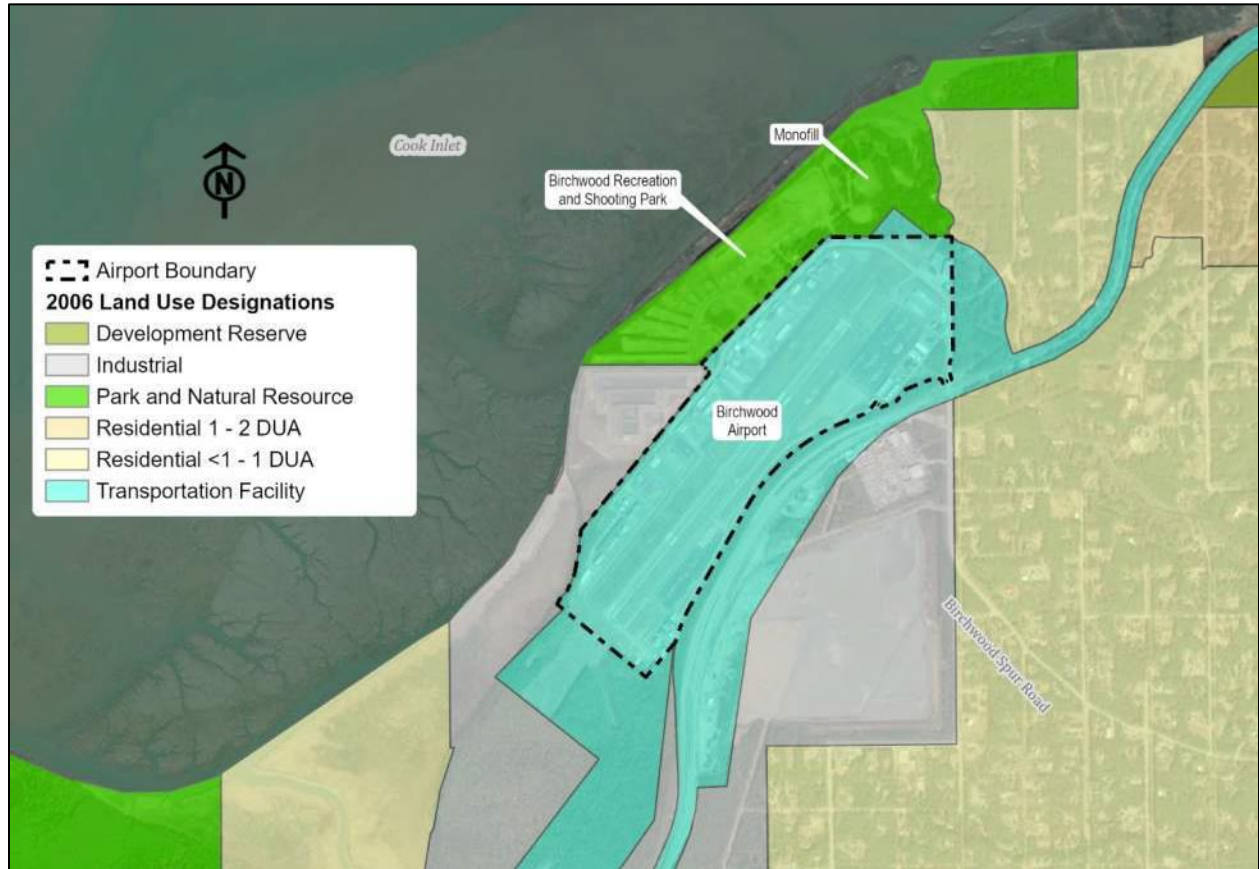 Cook Inlet
Monofill
Birchwood Recreation
and Shooting Park
N
Airport Boundary
2006 Land Use Designations
Development Reserve
Industrial
Park and Natural Resource
Residential 1 - 2 DUA
Residential <1 - 1 DUA
Transportation Facility
Birchwood
Airport
Birchwood Spur Road